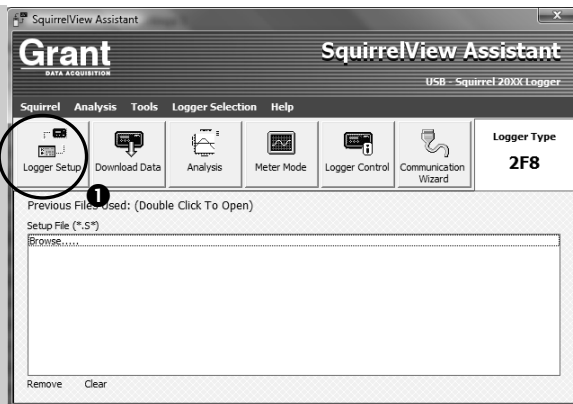 SquirrelView Assistant
Grant
DATA ACQUISITION
SquirrelView Assistant
USB - Squirrel 20XX Logger
Squirrel Analysis Tools Logger Selection Help
Logger Setup
Download Data
Analysis
Meter Mode
Logger Control
Communication
Wizard
Logger Type
2F8
1
Previous Files Used: (Double Click To Open)
Setup File (*.S*)
Browse.....
Remove Clear